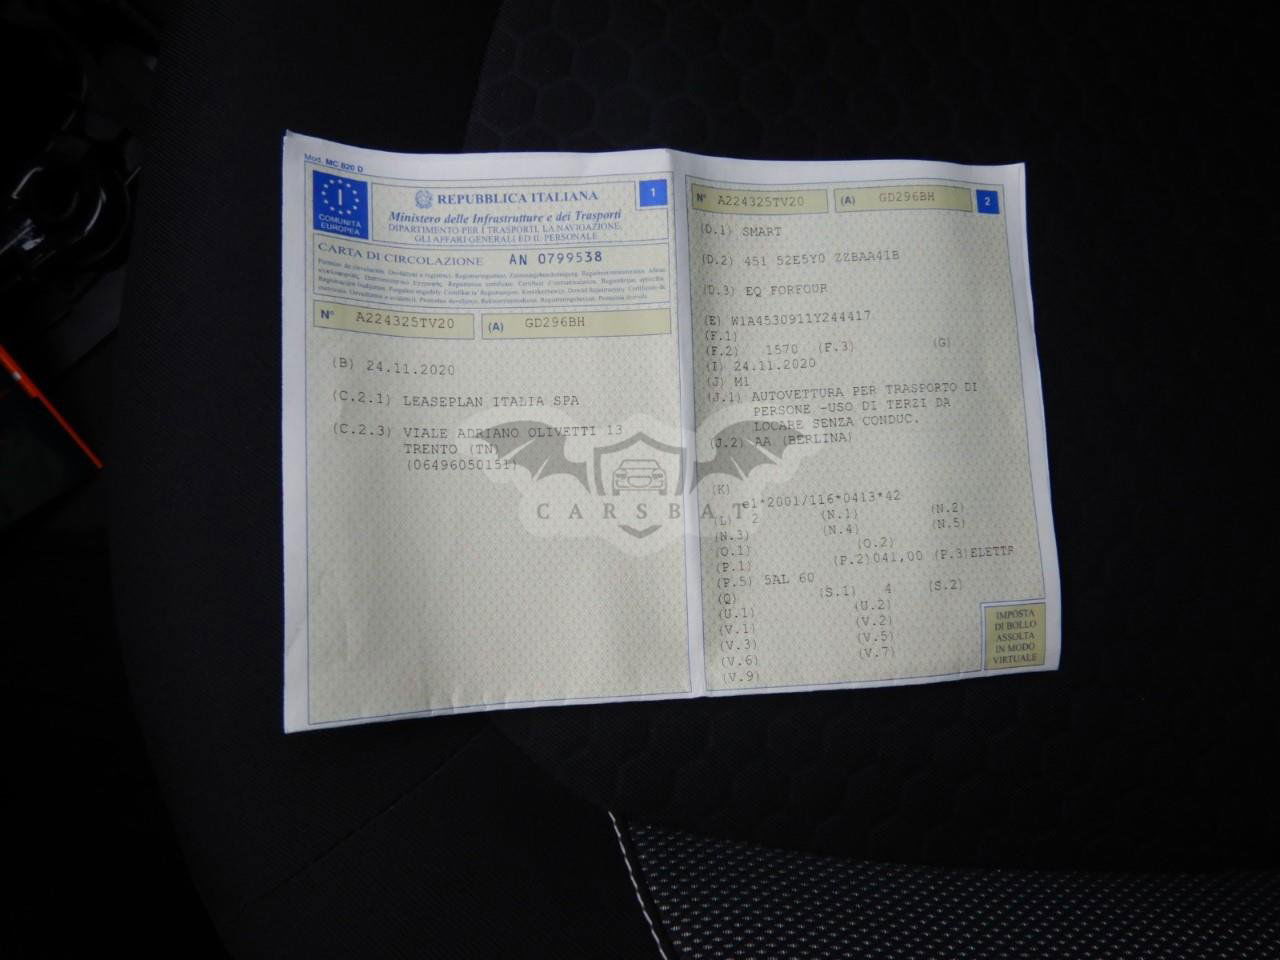 Mod. MC 820 D
COMUNITÀ
EUROPEA
I
REPUBBLICA ITALIANA
Ministero delle Infrastrutture e dei Trasporti
DIPARTIMENTO PER I TRASPORTI, LA NAVIGAZIONE,
GLI AFFARI GENERALI ED IL PERSONALE
1
CARTA DI CIRCOLAZIONE AN 0799538
N° A224325TV20 (A) GD296BH
(B) 24.11.2020
(C.2.1) LEASEPLAN ITALIA SPA
(C.2.3) VIALE ADRIANO OLIVETTI 13
TRENTO (TN)
(06496050151)
N° A224325TV20 (A) GD296BH
2
(D.1) SMART
(D.2) 451 52E5Y0 ZZBAA41B
(D.3) EQ FORFOUR
(E) W1A4530911Y244417
(F.1)
(F.2) 1570 (F.3) (G)
(I) 24.11.2020
(J) M1
(J.1) AUTOVETTURA PER TRASPORTO DI
PERSONE -USO DI TERZI DA
LOCARE SENZA CONDUC.
(J.2) AA (BERLINA)
(K)
e1*2001/116*0413*42
(L) 2 (N.1) (N.2)
(N.3) (N.4) (N.5)
(O.1) (O.2)
(P.1) (P.2)041,00 (P.3)ELETTR
(P.5) 5AL 60
(Q) (S.1) 4 (S.2)
(U.1) (U.2)
(V.1) (V.2)
(V.3) (V.5)
(V.6) (V.7)
(V.9)
IMPOSTA
DI BOLLO
ASSOLTA
IN MODO
VIRTUALE
CARSBAT